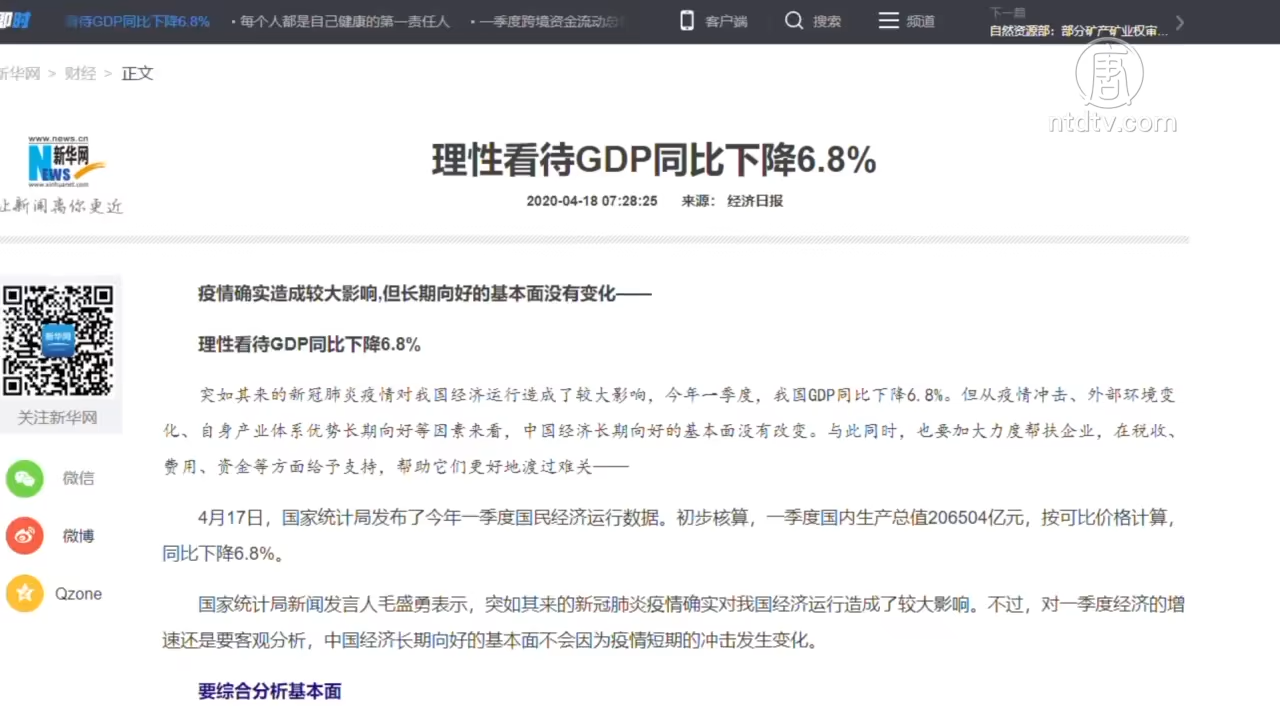 即时 看待GDP同比下降6.8% ·每个人都是自己健康的第一责任人 ·一季度跨境资金流动总 客户端 搜索 频道 下一篇
自然资源部：部分矿产矿业权审...
新华网 > 财经 > 正文
唐
ntdtv.com
www.news.cn
新华网
NEWS
www.xinhuanet.com
让新闻离你更近
理性看待GDP同比下降6.8%
2020-04-18 07:28:25 来源： 经济日报
疫情确实造成较大影响,但长期向好的基本面没有变化——
理性看待GDP同比下降6.8%
突如其来的新冠肺炎疫情对我国经济运行造成了较大影响，今年一季度，我国GDP同比下降6.8%。但从疫情冲击、外部环境变
化、自身产业体系优势长期向好等因素来看，中国经济长期向好的基本面没有改变。与此同时，也要加大力度帮扶企业，在税收、
费用、资金等方面给予支持，帮助它们更好地渡过难关——
新华网
关注新华网
微信
微博
Qzone
4月17日，国家统计局发布了今年一季度国民经济运行数据。初步核算，一季度国内生产总值206504亿元，按可比价格计算，
同比下降6.8%。
国家统计局新闻发言人毛盛勇表示，突如其来的新冠肺炎疫情确实对我国经济运行造成了较大影响。不过，对一季度经济的增
速还是要客观分析，中国经济长期向好的基本面不会因为疫情短期的冲击发生变化。
要综合分析基本面